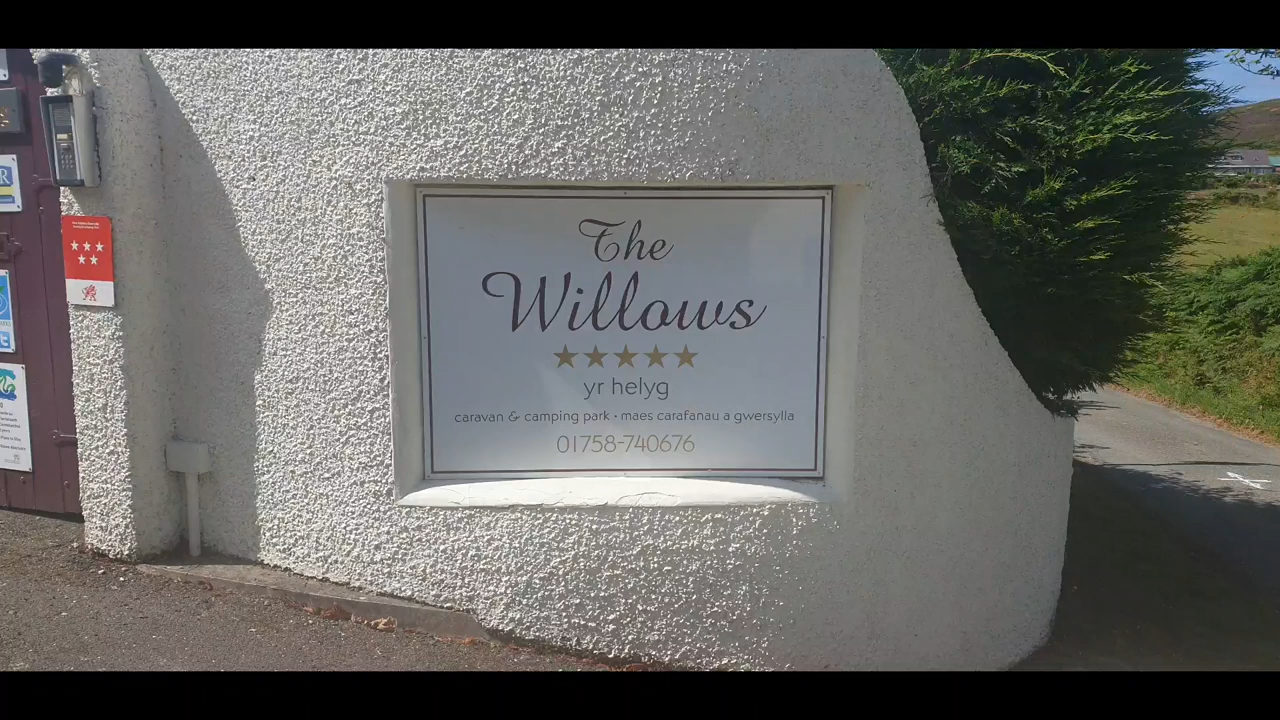 The
Willows
yr helyg
caravan & camping park • maes carafanau a gwersylla
01758-740676